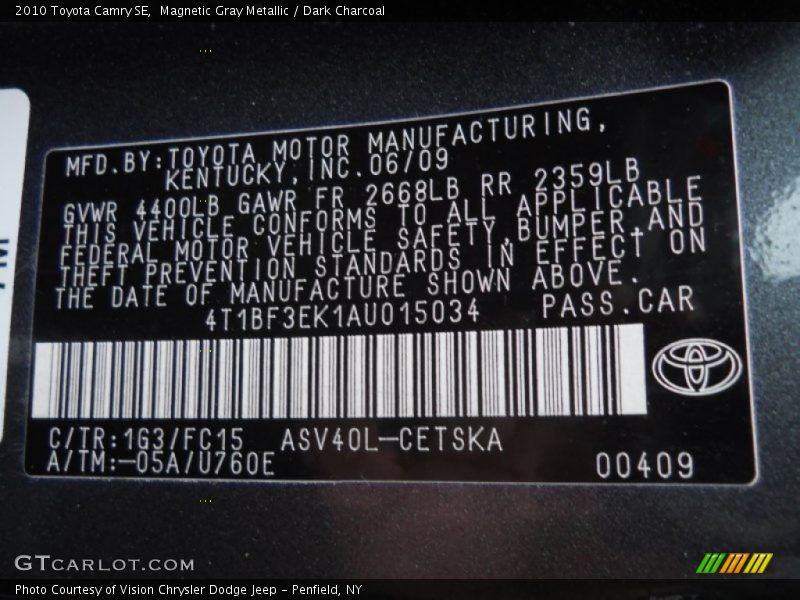 2010 Toyota Camry SE,  Magnetic Gray Metallic / Dark Charcoal
MFD.BY:TOYOTA MOTOR MANUFACTURING,
KENTUCKY,INC.06/09
GVWR 4400LB GAWR FR 2668LB RR 2359LB
THIS VEHICLE CONFORMS TO ALL APPLICABLE
FEDERAL MOTOR VEHICLE SAFETY,BUMPER,AND
THEFT PREVENTION STANDARDS IN EFFECT ON
THE DATE OF MANUFACTURE SHOWN ABOVE.
4T1BF3EK1AU015034 PASS.CAR
C/TR:1G3/FC15 ASV40L-CETSKA
A/TM:-05A/U760E 00409
GTCARLOT.COM
Photo Courtesy of Vision Chrysler Dodge Jeep - Penfield, NY